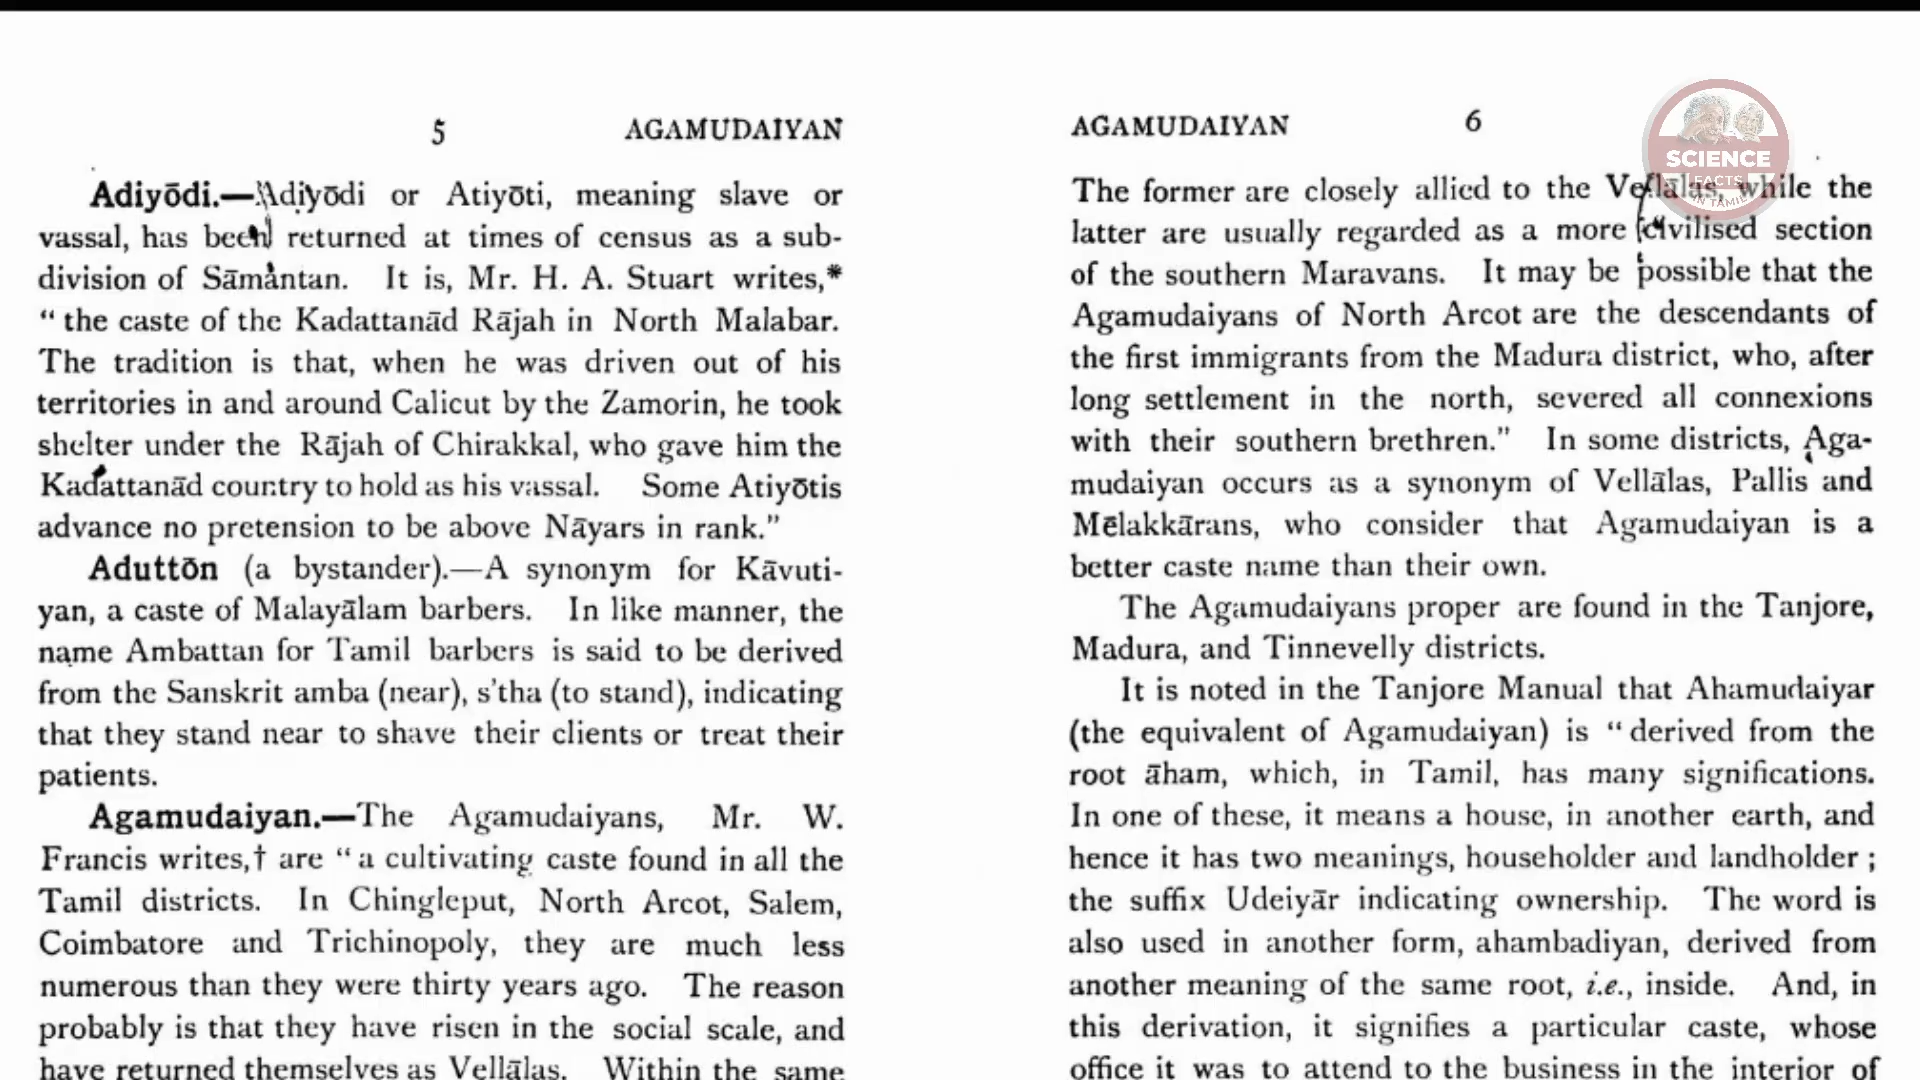 5 AGAMUDAIYAN
Adiyōdi.—Adiyōdi or Atiyōti, meaning slave or
vassal, has been returned at times of census as a sub-
division of Sāmantan. It is, Mr. H. A. Stuart writes,*
“ the caste of the Kadattanād Rājah in North Malabar.
The tradition is that, when he was driven out of his
territories in and around Calicut by the Zamorin, he took
shelter under the Rājah of Chirakkal, who gave him the
Kadattanād country to hold as his vassal. Some Atiyōtis
advance no pretension to be above Nāyars in rank.”
Aduttōn (a bystander).—A synonym for Kāvuti-
yan, a caste of Malayālam barbers. In like manner, the
name Ambattan for Tamil barbers is said to be derived
from the Sanskrit amba (near), s’tha (to stand), indicating
that they stand near to shave their clients or treat their
patients.
Agamudaiyan.—The Agamudaiyans, Mr. W.
Francis writes,† are “ a cultivating caste found in all the
Tamil districts. In Chingleput, North Arcot, Salem,
Coimbatore and Trichinopoly, they are much less
numerous than they were thirty years ago. The reason
probably is that they have risen in the social scale, and
have returned themselves as Vellālas. Within the same
AGAMUDAIYAN 6
The former are closely allied to the Vellālas, while the
latter are usually regarded as a more civilised section
of the southern Maravans. It may be possible that the
Agamudaiyans of North Arcot are the descendants of
the first immigrants from the Madura district, who, after
long settlement in the north, severed all connexions
with their southern brethren.” In some districts, Aga-
mudaiyan occurs as a synonym of Vellālas, Pallis and
Mēlakkārans, who consider that Agamudaiyan is a
better caste name than their own.
The Agamudaiyans proper are found in the Tanjore,
Madura, and Tinnevelly districts.
It is noted in the Tanjore Manual that Ahamudaiyar
(the equivalent of Agamudaiyan) is “ derived from the
root āham, which, in Tamil, has many significations.
In one of these, it means a house, in another earth, and
hence it has two meanings, householder and landholder ;
the suffix Udeiyār indicating ownership. The word is
also used in another form, ahambadiyan, derived from
another meaning of the same root, i.e., inside. And, in
this derivation, it signifies a particular caste, whose
office it was to attend to the business in the interior of
SCIENCE
FACTS
IN TAMIL